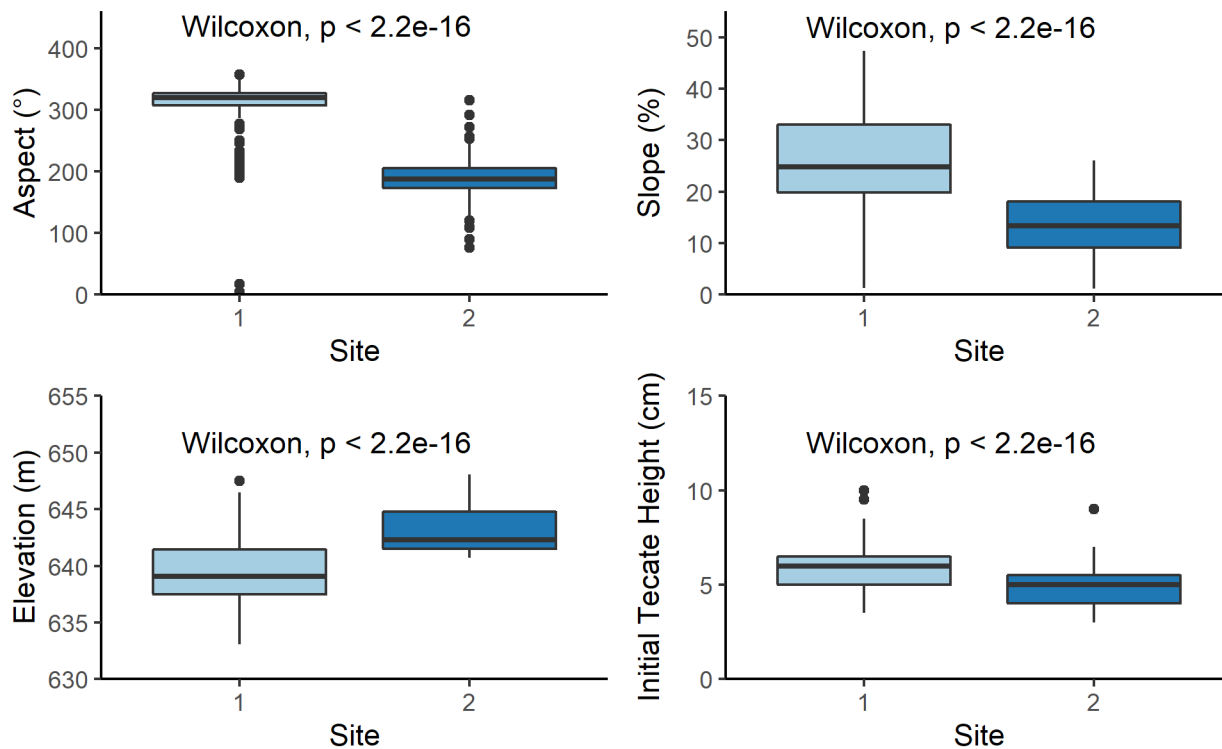 Wilcoxon, p < 2.2e-16
Aspect (°)
400
300
200
100
0
1
2
Site
Wilcoxon, p < 2.2e-16
Slope (%)
50
40
30
20
10
0
1
2
Site
Wilcoxon, p < 2.2e-16
Elevation (m)
655
650
645
640
635
630
1
2
Site
Wilcoxon, p < 2.2e-16
Initial Tecate Height (cm)
15
10
5
0
1
2
Site